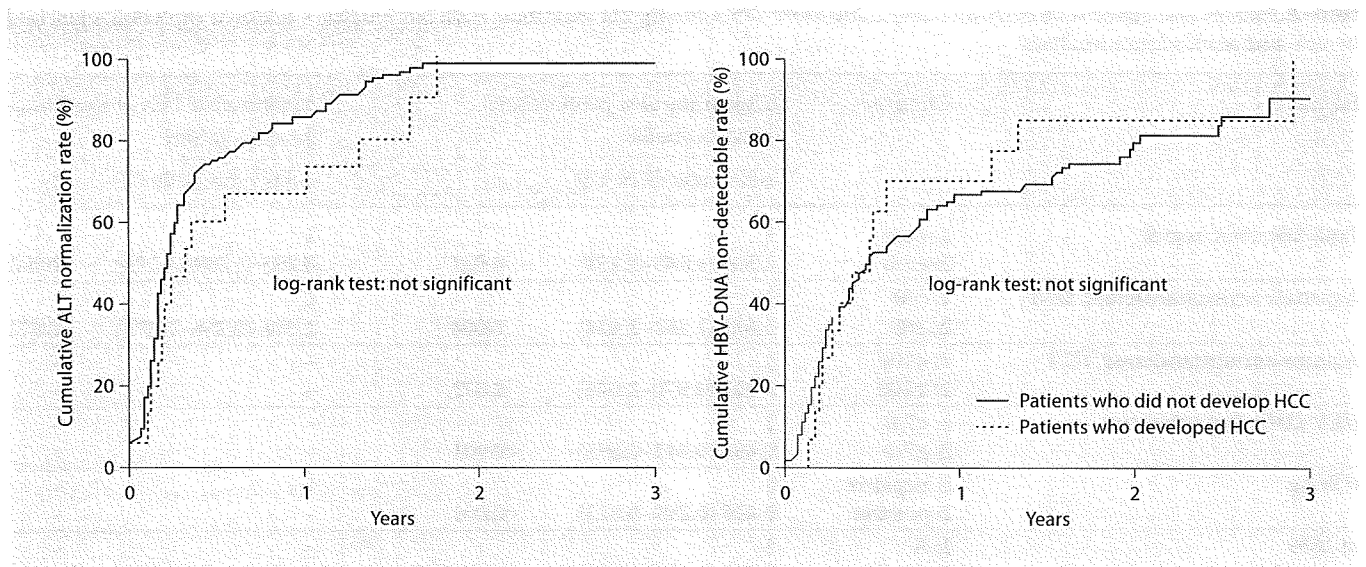 Cumulative ALT normalization rate (%)
100
80
60
40
20
0
log-rank test: not significant
0 1 2 3
Years
Cumulative HBV-DNA non-detectable rate (%)
100
80
60
40
20
0
log-rank test: not significant
Patients who did not develop HCC
Patients who developed HCC
0 1 2 3
Years